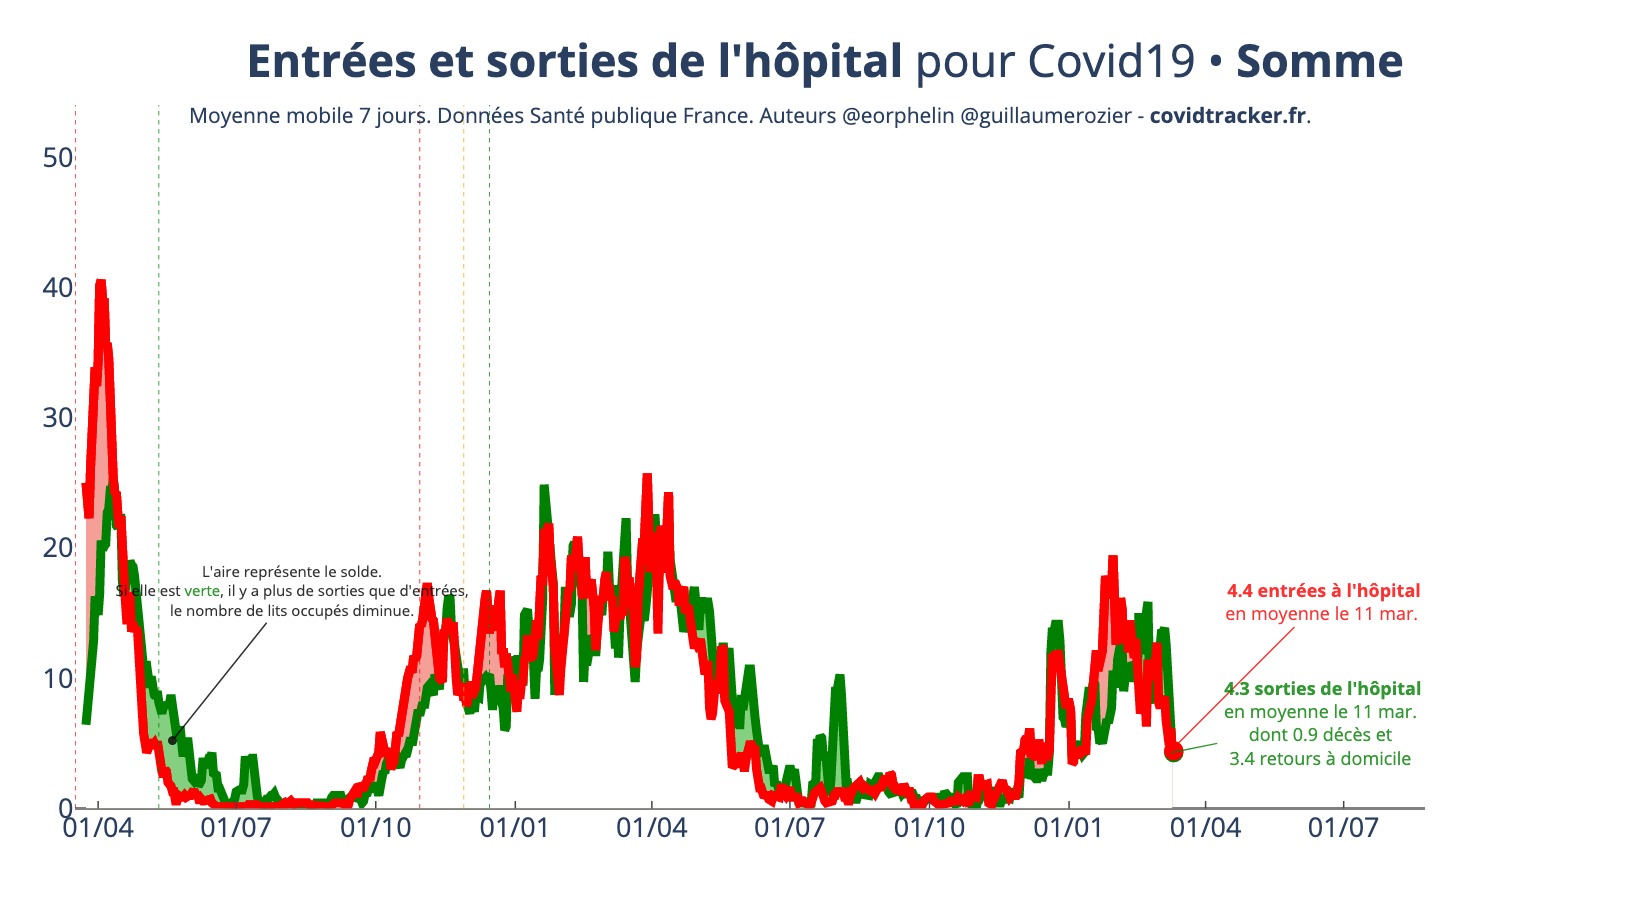 Entrées et sorties de l'hôpital pour Covid19 • Somme
Moyenne mobile 7 jours. Données Santé publique France. Auteurs @eorphelin @guillaumerozier - covidtracker.fr.
50
40
30
20
10
0
L'aire représente le solde.
Si elle est verte, il y a plus de sorties que d'entrées,
le nombre de lits occupés diminue.
4.4 entrées à l'hôpital
en moyenne le 11 mar.
4.3 sorties de l'hôpital
en moyenne le 11 mar.
dont 0.9 décès et
3.4 retours à domicile
01/04 01/07 01/10 01/01 01/04 01/07 01/10 01/01 01/04 01/07